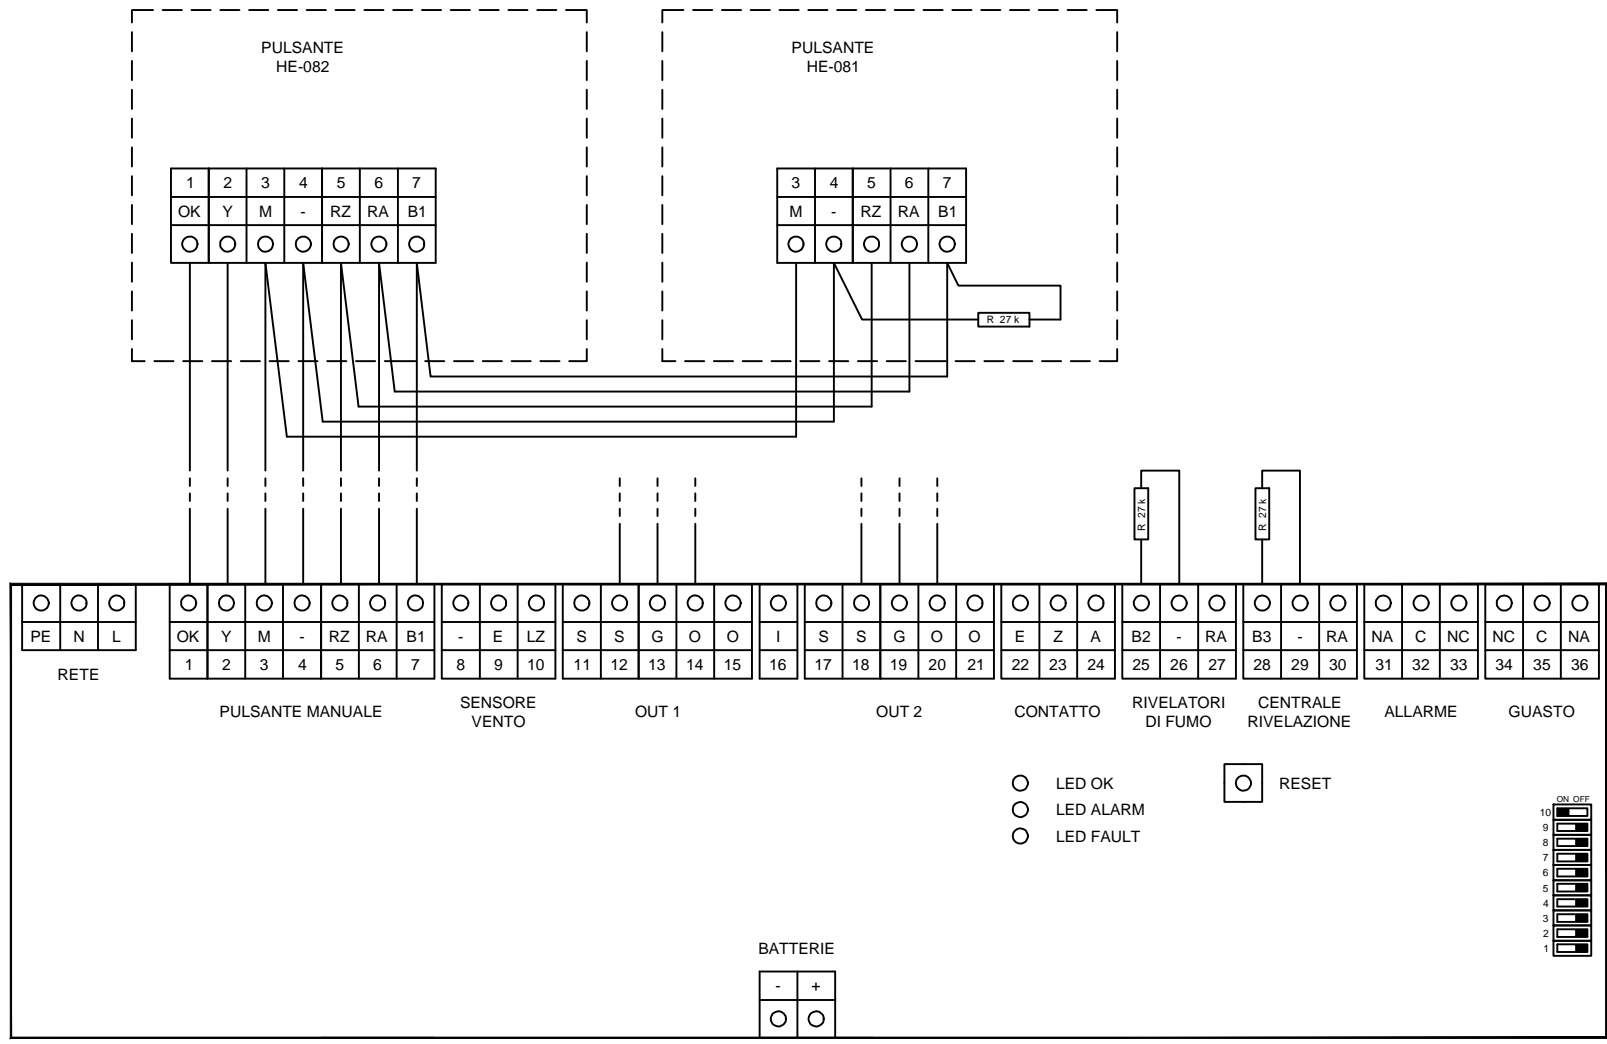 PULSANTE
HE-082
PULSANTE
HE-081
1 2 3 4 5 6 7
OK Y M - RZ RA B1
3 4 5 6 7
M - RZ RA B1
R 27 k
R 27 k
R 27 k
PE N L
OK Y M - RZ RA B1
- E LZ
S S G O O
I
S S G O O
E Z A
B2 - RA
B3 - RA
NA C NC
NC C NA
1 2 3 4 5 6 7
8 9 10
11 12 13 14 15
16
17 18 19 20 21
22 23 24
25 26 27
28 29 30
31 32 33
34 35 36
RETE
PULSANTE MANUALE
SENSORE
VENTO
OUT 1
OUT 2
CONTATTO
RIVELATORI
DI FUMO
CENTRALE
RIVELAZIONE
ALLARME
GUASTO
LED OK
LED ALARM
LED FAULT
RESET
ON OFF
10
9
8
7
6
5
4
3
2
1
BATTERIE
- +